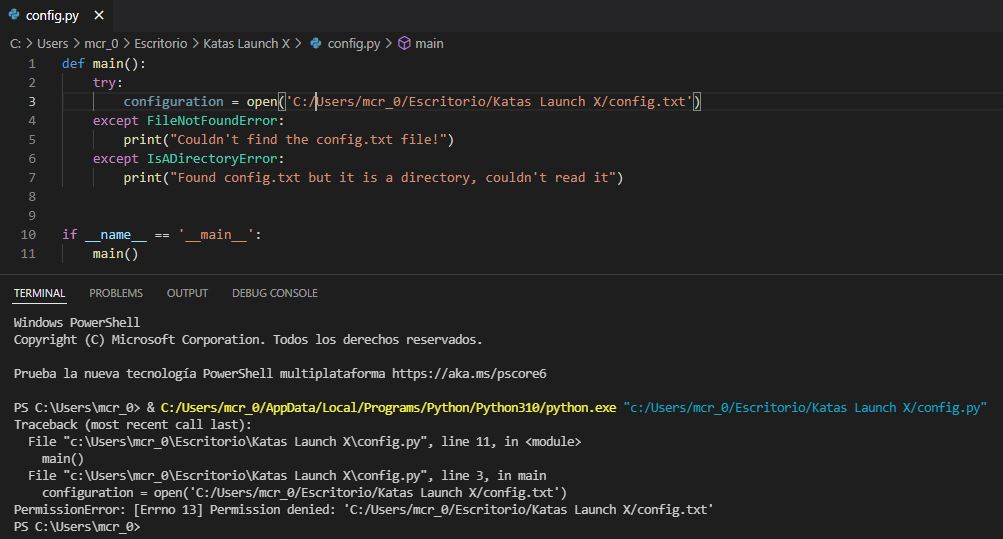 config.py
C: > Users > mcr_0 > Escritorio > Katas Launch X > config.py > main
1 def main():
2 try:
3 configuration = open('C:/Users/mcr_0/Escritorio/Katas Launch X/config.txt')
4 except FileNotFoundError:
5 print("Couldn't find the config.txt file!")
6 except IsADirectoryError:
7 print("Found config.txt but it is a directory, couldn't read it")
8
9
10 if __name__ == '__main__':
11 main()
TERMINAL PROBLEMS OUTPUT DEBUG CONSOLE
Windows PowerShell
Copyright (C) Microsoft Corporation. Todos los derechos reservados.
Prueba la nueva tecnología PowerShell multiplataforma https://aka.ms/pscore6
PS C:\Users\mcr_0> & C:/Users/mcr_0/AppData/Local/Programs/Python/Python310/python.exe "c:/Users/mcr_0/Escritorio/Katas Launch X/config.py"
Traceback (most recent call last):
File "c:\Users\mcr_0\Escritorio\Katas Launch X\config.py", line 11, in <module>
main()
File "c:\Users\mcr_0\Escritorio\Katas Launch X\config.py", line 3, in main
configuration = open('C:/Users/mcr_0/Escritorio/Katas Launch X/config.txt')
PermissionError: [Errno 13] Permission denied: 'C:/Users/mcr_0/Escritorio/Katas Launch X/config.txt'
PS C:\Users\mcr_0>